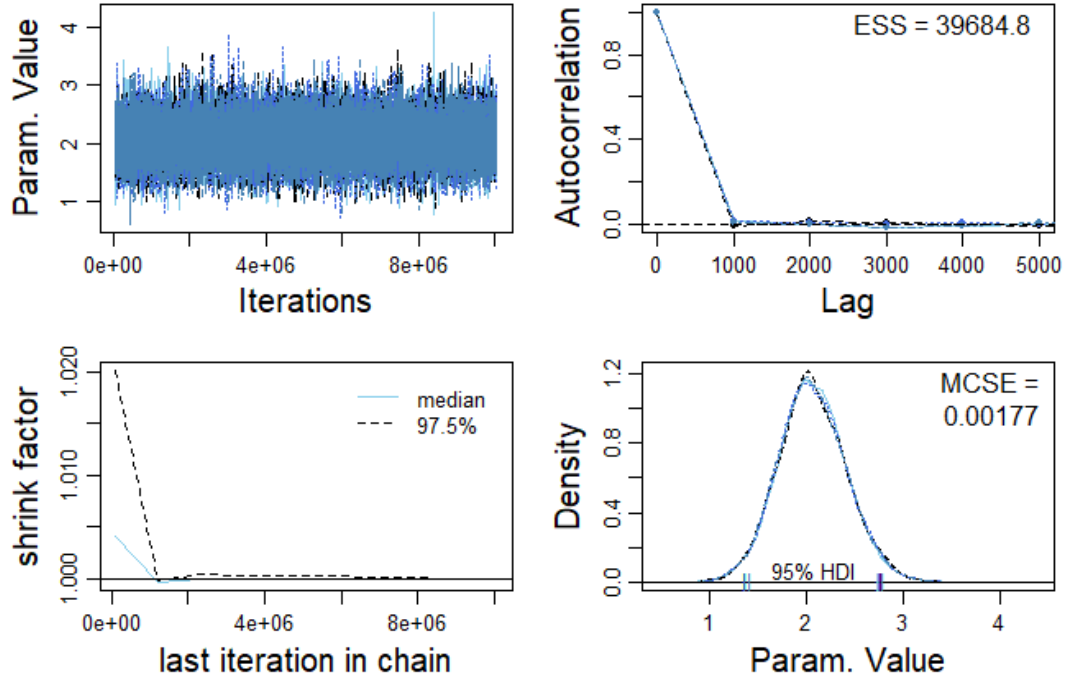 Param. Value
4
3
2
1
0e+00 4e+06 8e+06
Iterations
Autocorrelation
0.8
0.4
0.0
ESS = 39684.8
0 1000 2000 3000 4000 5000
Lag
shrink factor
1.020
1.010
1.000
median
97.5%
0e+00 4e+06 8e+06
last iteration in chain
Density
1.2
0.8
0.4
0.0
MCSE =
0.00177
95% HDI
1 2 3 4
Param. Value